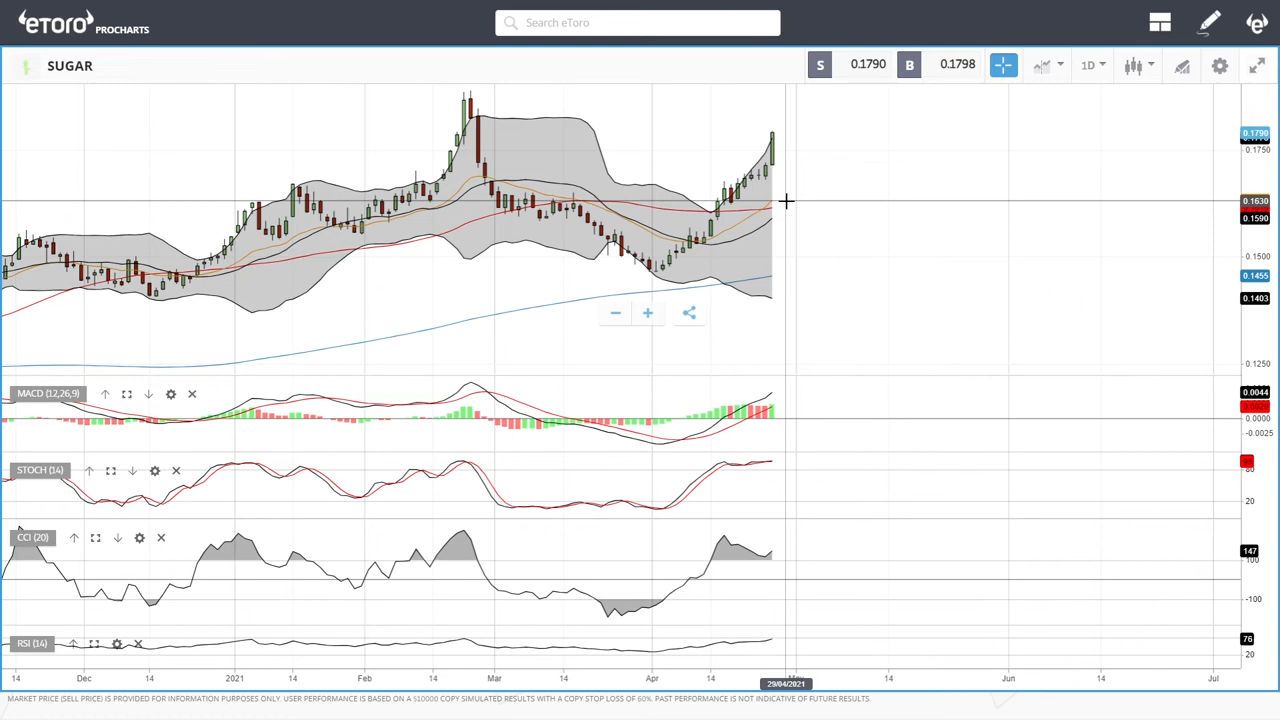 eToro PROCHARTS
Search eToro
SUGAR
S 0.1790 B 0.1798
1D
0.1790
0.1750
0.1630
0.1590
0.1500
0.1455
0.1403
0.1250
MACD (12,26,9)
0.0044
0.0000
-0.0025
STOCH (14)
80
20
CCI (20)
147
100
-100
RSI (14)
76
20
14 Dec 14 2021 14 Feb 14 Mar 14 Apr 14 14 Jun 14 Jul
29/04/2021
MARKET PRICE (SELL PRICE) IS PROVIDED FOR INFORMATION PURPOSES ONLY. USER PERFORMANCE IS BASED ON A $10000 COPY SIMULATED RESULTS WITH A COPY STOP LOSS OF 60%. PAST PERFORMANCE IS NOT INDICATIVE OF FUTURE RESULTS.